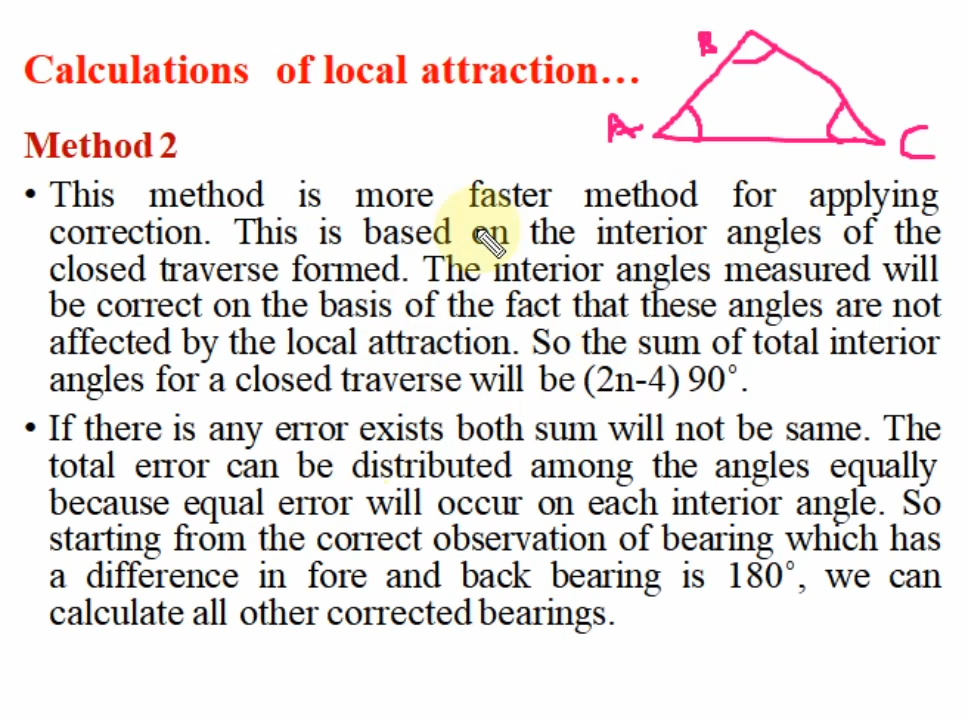 B
Calculations of local attraction...
A
C
Method 2
• This method is more faster method for applying
correction. This is based on the interior angles of the
closed traverse formed. The interior angles measured will
be correct on the basis of the fact that these angles are not
affected by the local attraction. So the sum of total interior
angles for a closed traverse will be (2n-4) 90˚.
• If there is any error exists both sum will not be same. The
total error can be distributed among the angles equally
because equal error will occur on each interior angle. So
starting from the correct observation of bearing which has
a difference in fore and back bearing is 180˚, we can
calculate all other corrected bearings.